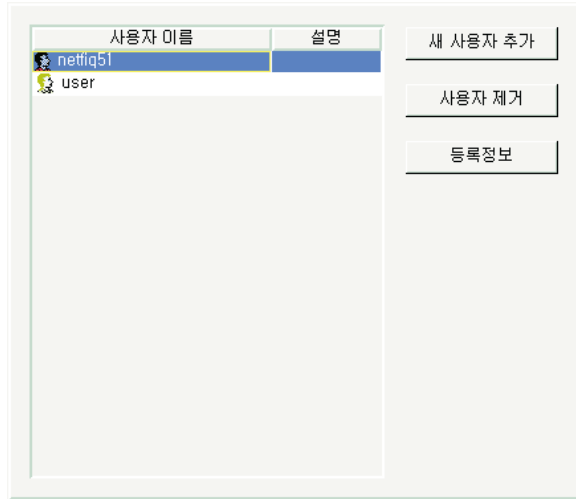 사용자 이름 설명
netfiq51
user
새 사용자 추가
사용자 제거
등록정보